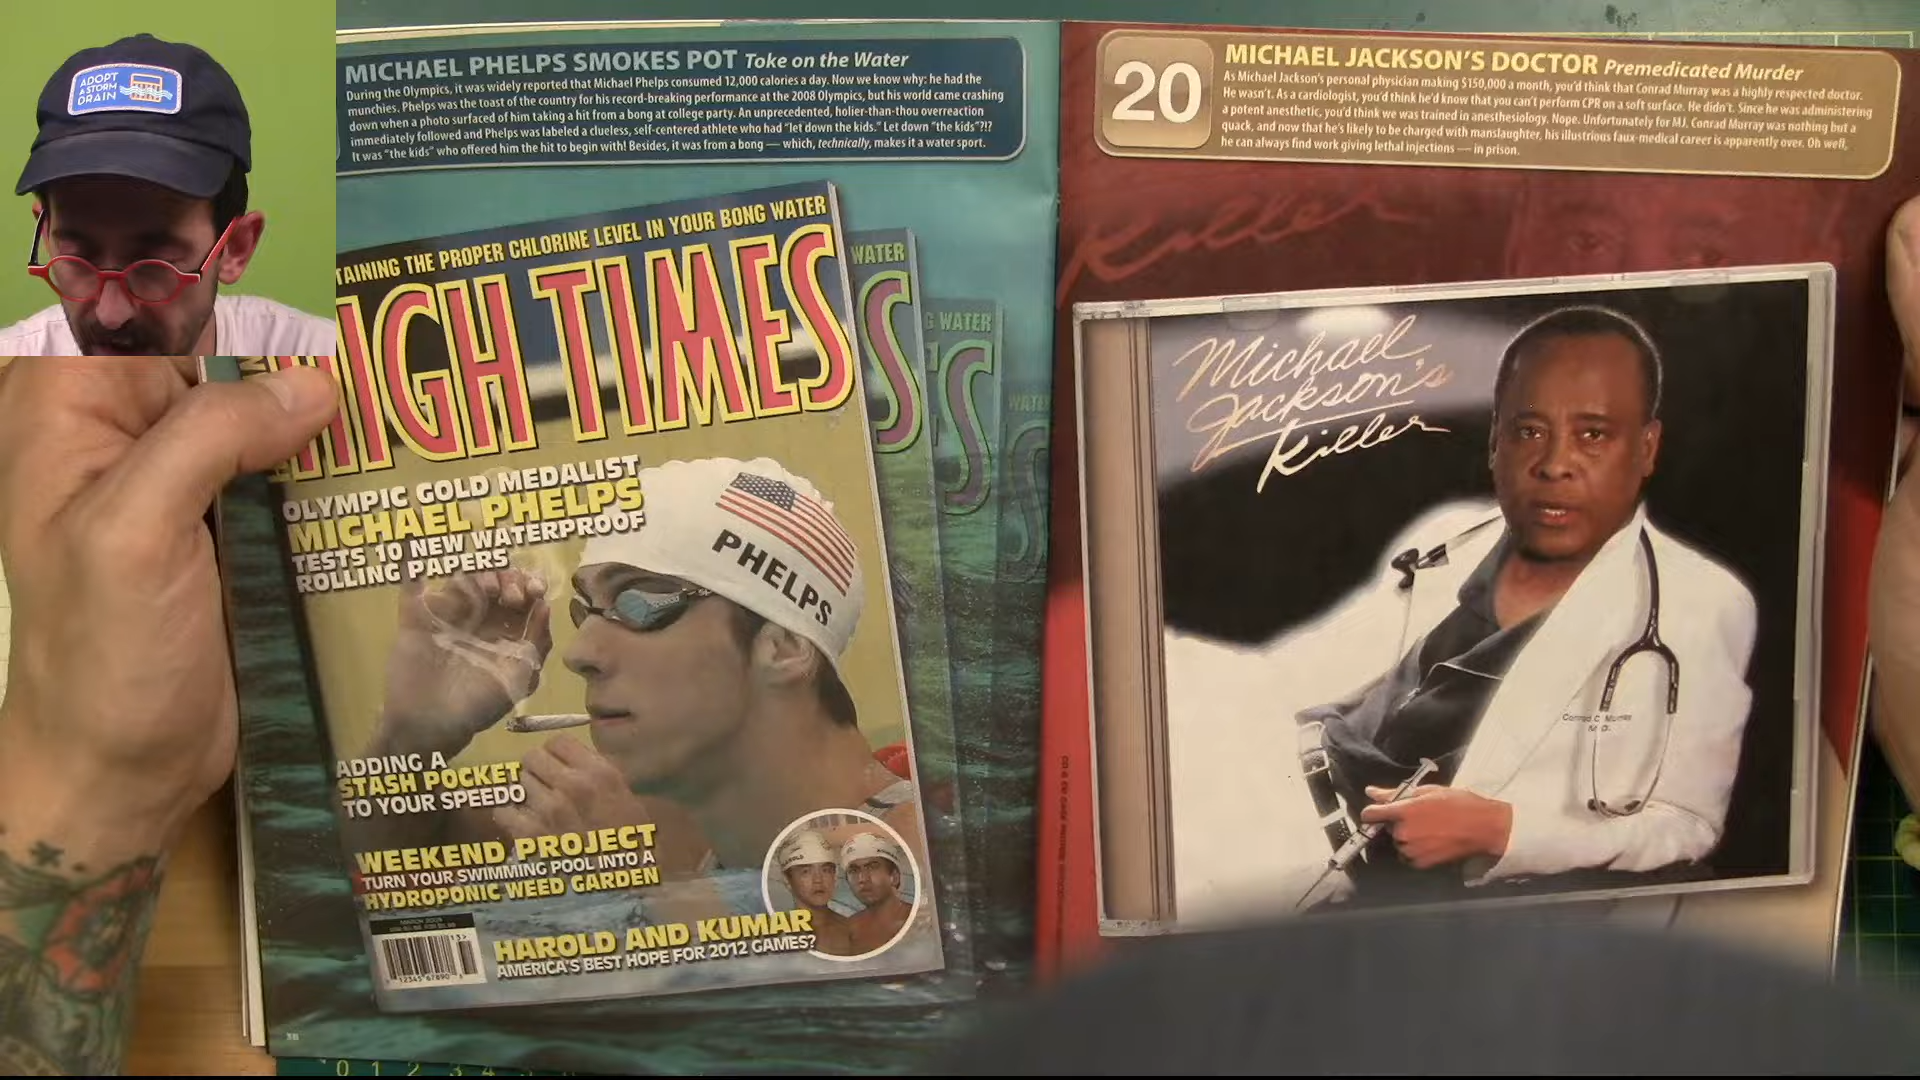 ADOPT
A STORM
DRAIN
MICHAEL PHELPS SMOKES POT Toke on the Water
During the Olympics, it was widely reported that Michael Phelps consumed 12,000 calories a day. Now we know why: he had the
munchies. Phelps was the toast of the country for his record-breaking performance at the 2008 Olympics, but his world came crashing
down when a photo surfaced of him taking a hit from a bong at college party. An unprecedented, holier-than-thou overreaction
immediately followed and Phelps was labeled a clueless, self-centered athlete who had "let down the kids." Let down "the kids"?!?
It was "the kids" who offered him the hit to begin with! Besides, it was from a bong — which, technically, makes it a water sport.
TAINING THE PROPER CHLORINE LEVEL IN YOUR BONG WATER
HIGH TIMES
WATER
S
G WATER
S
WATE
S
OLYMPIC GOLD MEDALIST
MICHAEL PHELPS
TESTS 10 NEW WATERPROOF
ROLLING PAPERS
PHELPS
ADDING A
STASH POCKET
TO YOUR SPEEDO
WEEKEND PROJECT
TURN YOUR SWIMMING POOL INTO A
HYDROPONIC WEED GARDEN
HAROLD AND KUMAR
AMERICA'S BEST HOPE FOR 2012 GAMES?
20
MICHAEL JACKSON'S DOCTOR Premedicated Murder
As Michael Jackson's personal physician making $150,000 a month, you'd think that Conrad Murray was a highly respected doctor.
He wasn't. As a cardiologist, you'd think he'd know that you can't perform CPR on a soft surface. He didn't. Since he was administering
a potent anesthetic, you'd think we was trained in anesthesiology. Nope. Unfortunately for MJ, Conrad Murray was nothing but a
quack, and now that he's likely to be charged with manslaughter, his illustrious faux-medical career is apparently over. Oh well,
he can always find work giving lethal injections — in prison.
Killer
Michael
Jackson's
Killer
Conrad C. Murray
M.D.
0 1 2 3 4 5